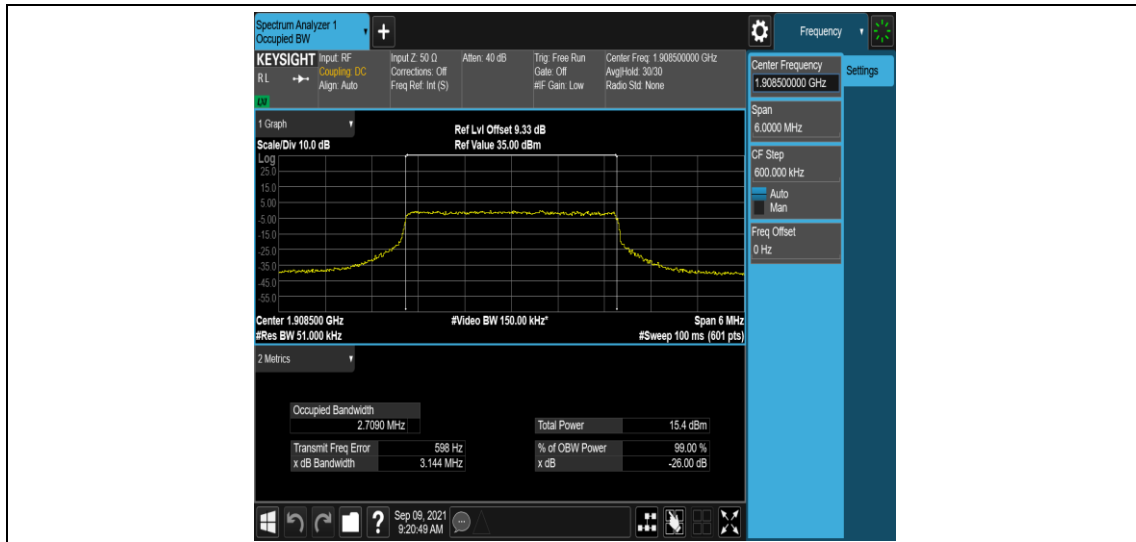 Spectrum Analyzer 1
Occupied BW
Frequency
KEYSIGHT
RL
LXI
Input: RF
Coupling: DC
Align: Auto
Input Z: 50 Ω
Corrections: Off
Freq Ref: Int (S)
Atten: 40 dB
Trig: Free Run
Gate: Off
#IF Gain: Low
Center Freq: 1.908500000 GHz
Avg|Hold: 30/30
Radio Std: None
Center Frequency
1.908500000 GHz
Settings
Span
6.0000 MHz
CF Step
600.000 kHz
Auto
Man
Freq Offset
0 Hz
1 Graph
Scale/Div 10.0 dB
Ref Lvl Offset 9.33 dB
Ref Value 35.00 dBm
Log
25.0
15.0
5.00
-5.00
-15.0
-25.0
-35.0
-45.0
-55.0
Center 1.908500 GHz
#Video BW 150.00 kHz*
Span 6 MHz
#Res BW 51.000 kHz
#Sweep 100 ms (601 pts)
2 Metrics
Occupied Bandwidth
2.7090 MHz
Total Power 15.4 dBm
Transmit Freq Error 598 Hz
% of OBW Power 99.00 %
x dB Bandwidth 3.144 MHz
x dB -26.00 dB
?
Sep 09, 2021
9:20:49 AM